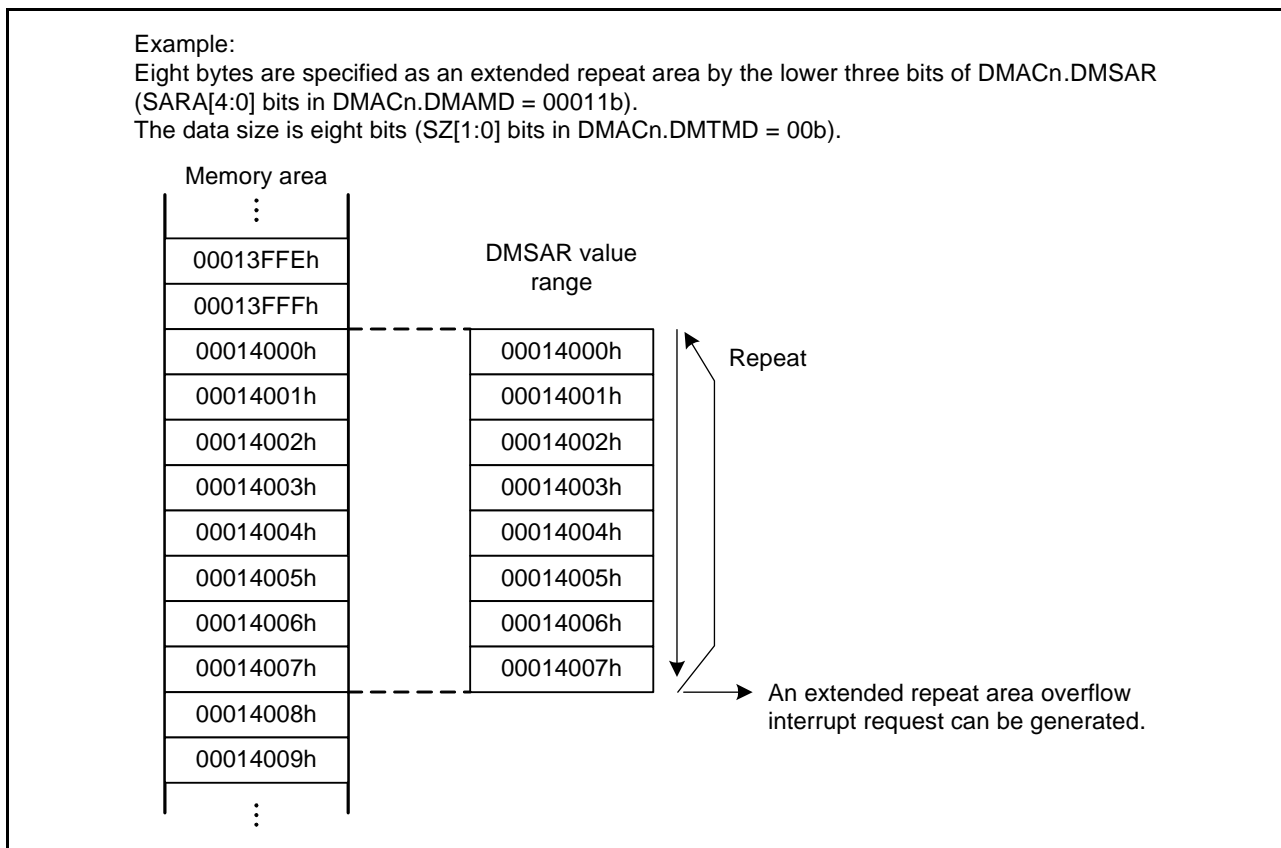 Example:
Eight bytes are specified as an extended repeat area by the lower three bits of DMACn.DMSAR
(SARA[4:0] bits in DMACn.DMAMD = 00011b).
The data size is eight bits (SZ[1:0] bits in DMACn.DMTMD = 00b).
Memory area
⋮
00013FFEh
00013FFFh
00014000h
00014001h
00014002h
00014003h
00014004h
00014005h
00014006h
00014007h
00014008h
00014009h
⋮
DMSAR value
range
00014000h
00014001h
00014002h
00014003h
00014004h
00014005h
00014006h
00014007h
Repeat
An extended repeat area overflow
interrupt request can be generated.